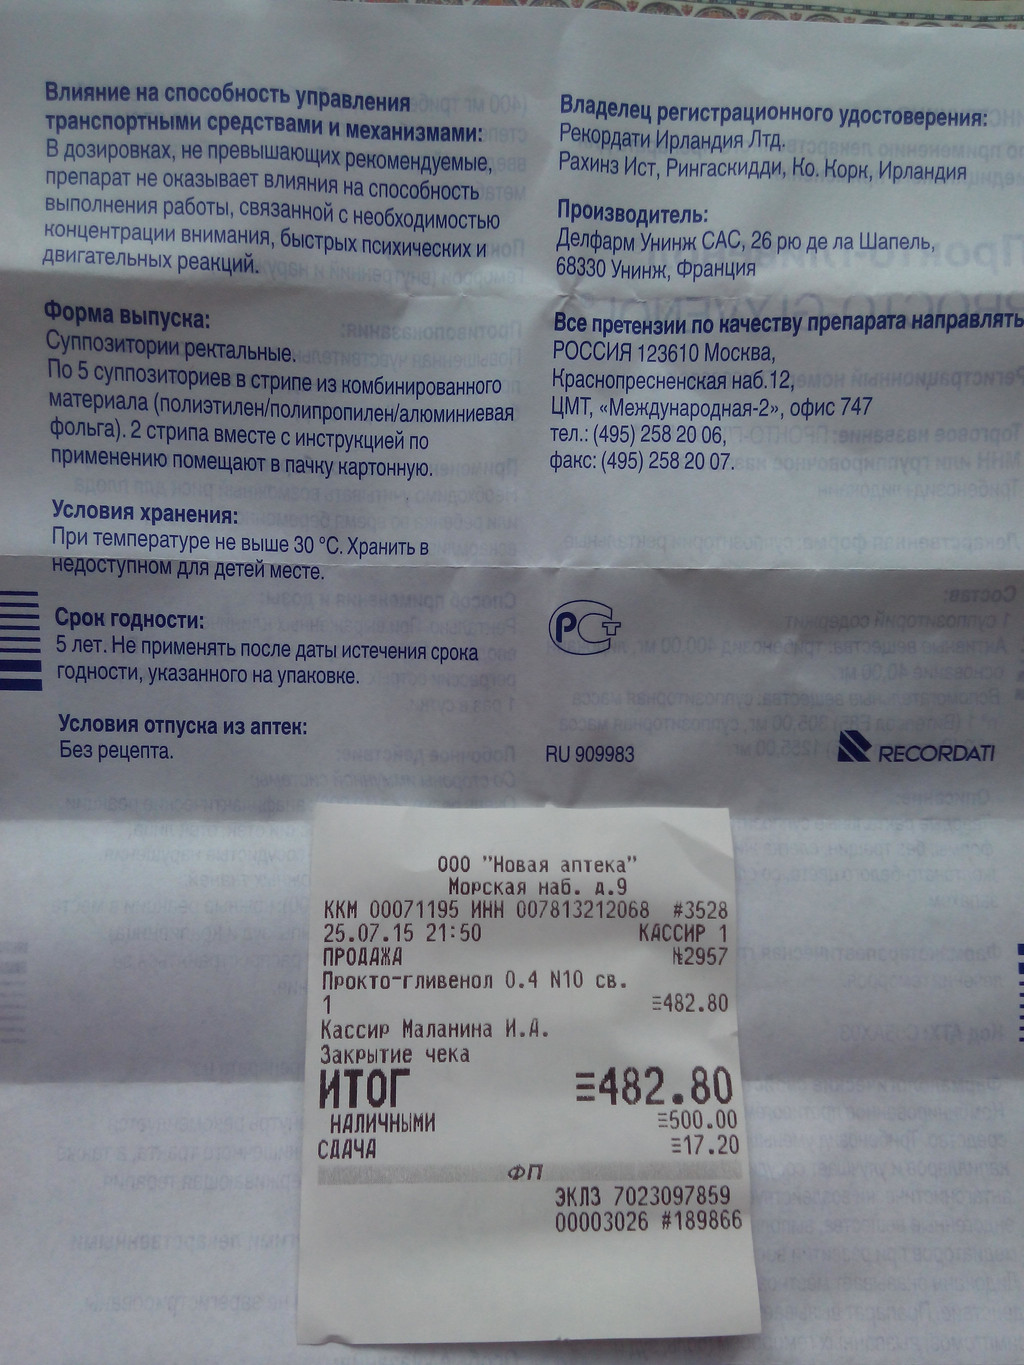 Влияние на способность управления
транспортными средствами и механизмами:
В дозировках, не превышающих рекомендуемые,
препарат не оказывает влияния на способность
выполнения работы, связанной с необходимостью
концентрации внимания, быстрых психических и
двигательных реакций.
Форма выпуска:
Суппозитории ректальные.
По 5 суппозиториев в стрипе из комбинированного
материала (полиэтилен/полипропилен/алюминиевая
фольга). 2 стрипа вместе с инструкцией по
применению помещают в пачку картонную.
Условия хранения:
При температуре не выше 30 °C. Хранить в
недоступном для детей месте.
Срок годности:
5 лет. Не применять после даты истечения срока
годности, указанного на упаковке.
Условия отпуска из аптек:
Без рецепта.
Владелец регистрационного удостоверения:
Рекордати Ирландия Лтд.
Рахинз Ист, Рингаскидди, Ко. Корк, Ирландия
Производитель:
Делфарм Унинж САС, 26 рю де ла Шапель,
68330 Унинж, Франция
Все претензии по качеству препарата направлять
РОССИЯ 123610 Москва,
Краснопресненская наб.12,
ЦМТ, «Международная-2», офис 747
тел.: (495) 258 20 06,
факс: (495) 258 20 07.
РСТ
RU 909983
RECORDATI
ООО "Новая аптека"
Морская наб. д.9
ККМ 00071195 ИНН 007813212068 #3528
25.07.15 21:50 КАССИР 1
ПРОДАЖА №2957
Прокто-гливенол 0.4 N10 св.
1 ≡482.80
Кассир Маланина И.А.
Закрытие чека
ИТОГ ≡482.80
НАЛИЧНЫМИ ≡500.00
СДАЧА ≡17.20
ФП
ЭКЛЗ 7023097859
00003026 #189866